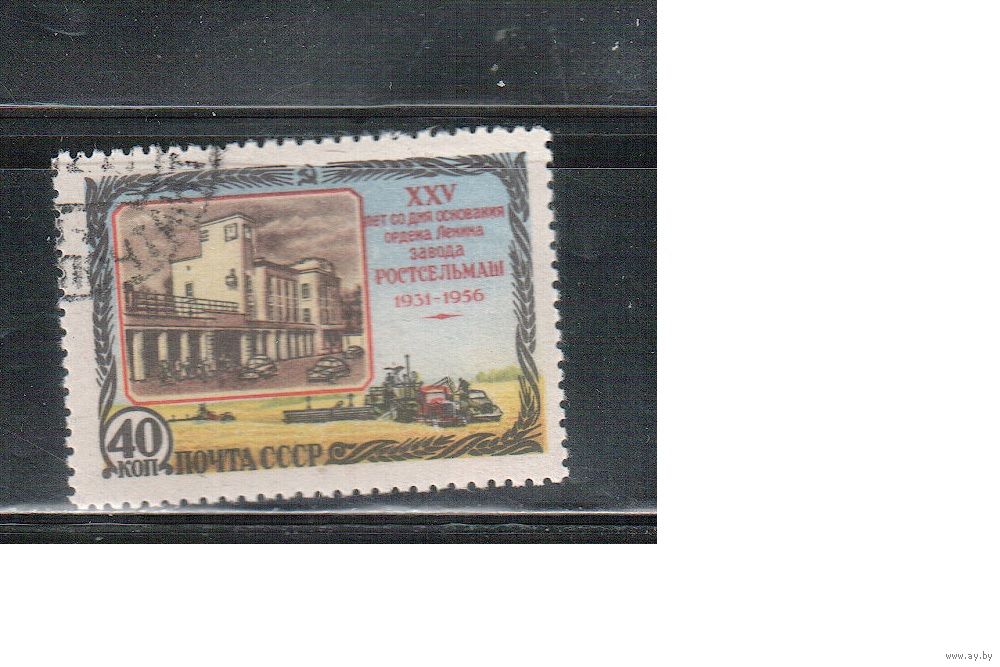 XXV
лет со дня основания
ордена Ленина
завода
РОСТСЕЛЬМАШ
1931-1956
40
КОП
ПОЧТА СССР
www.ay.by